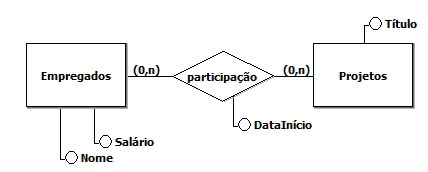 Título
Empregados (0,n) participação (0,n) Projetos
DataInício
Salário
Nome